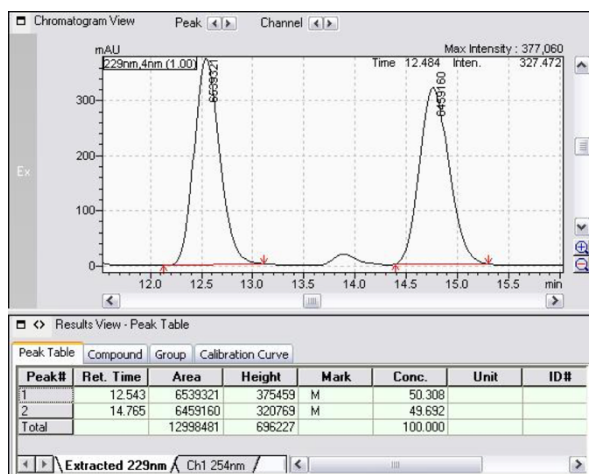 Chromatogram View Peak Channel
mAU
Max Intensity : 377,060
229nm,4nm (1.00)
Time 12.484 Inten. 327.472
6539321
6459160
300
200
100
0
Ex
12.0 12.5 13.0 13.5 14.0 14.5 15.0 15.5 min
Results View - Peak Table
Peak Table Compound Group Calibration Curve
Peak# Ret. Time Area Height Mark Conc. Unit ID#
1 12.543 6539321 375459 M 50.308
2 14.765 6459160 320769 M 49.692
Total 12998481 696227 100.000
Extracted 229nm Ch1 254nm